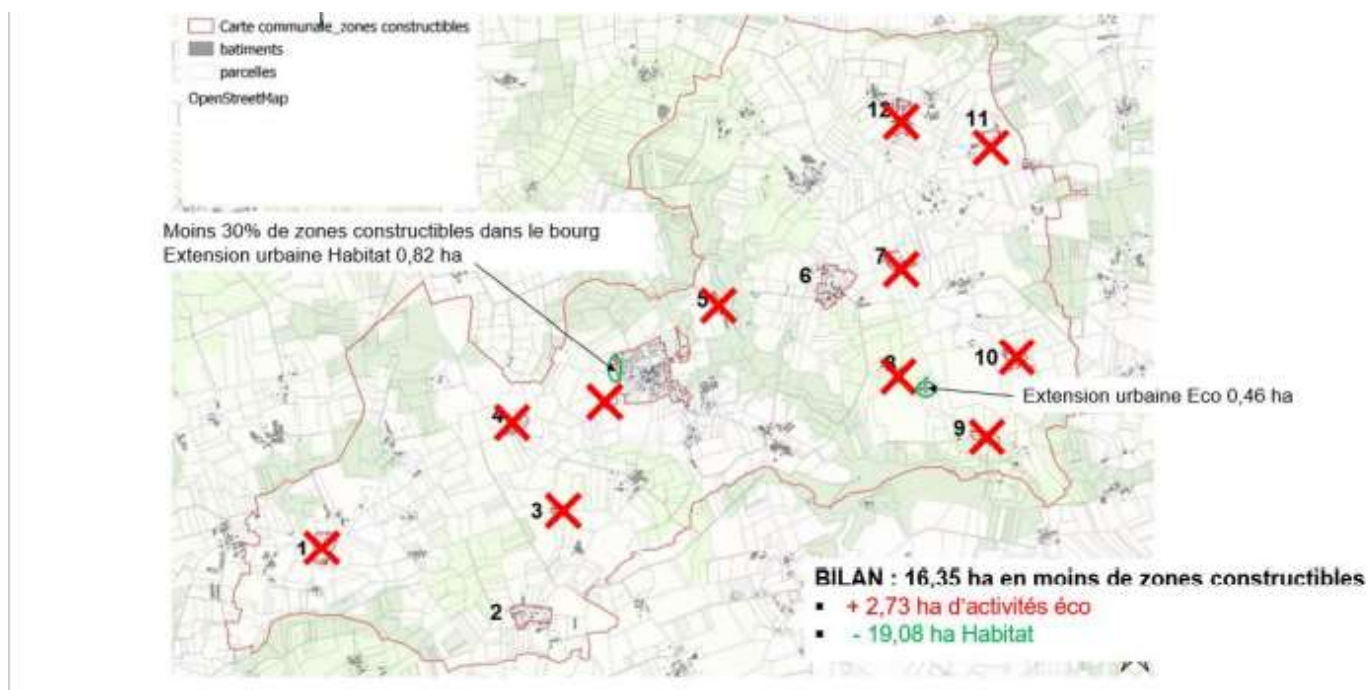 Carte communale_zones constructibles
batiments
parcelles
OpenStreetMap
12
11
Moins 30% de zones constructibles dans le bourg
Extension urbaine Habitat 0,82 ha
7
6
5
10
Extension urbaine Eco 0,46 ha
4
9
3
1
2
BILAN : 16,35 ha en moins de zones constructibles
▪ + 2,73 ha d'activités éco
▪ - 19,08 ha Habitat